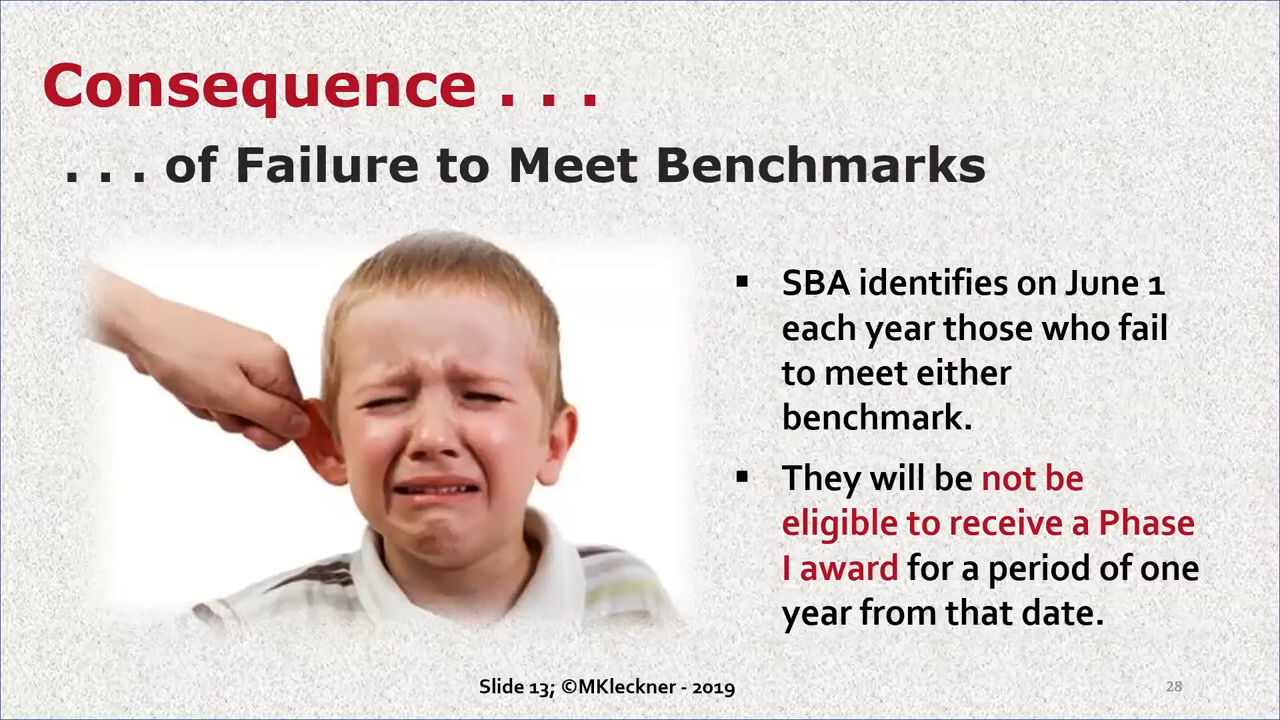 Consequence . . .
. . . of Failure to Meet Benchmarks
▪ SBA identifies on June 1
each year those who fail
to meet either
benchmark.
▪ They will be not be
eligible to receive a Phase
I award for a period of one
year from that date.
Slide 13; ©MKleckner - 2019
28